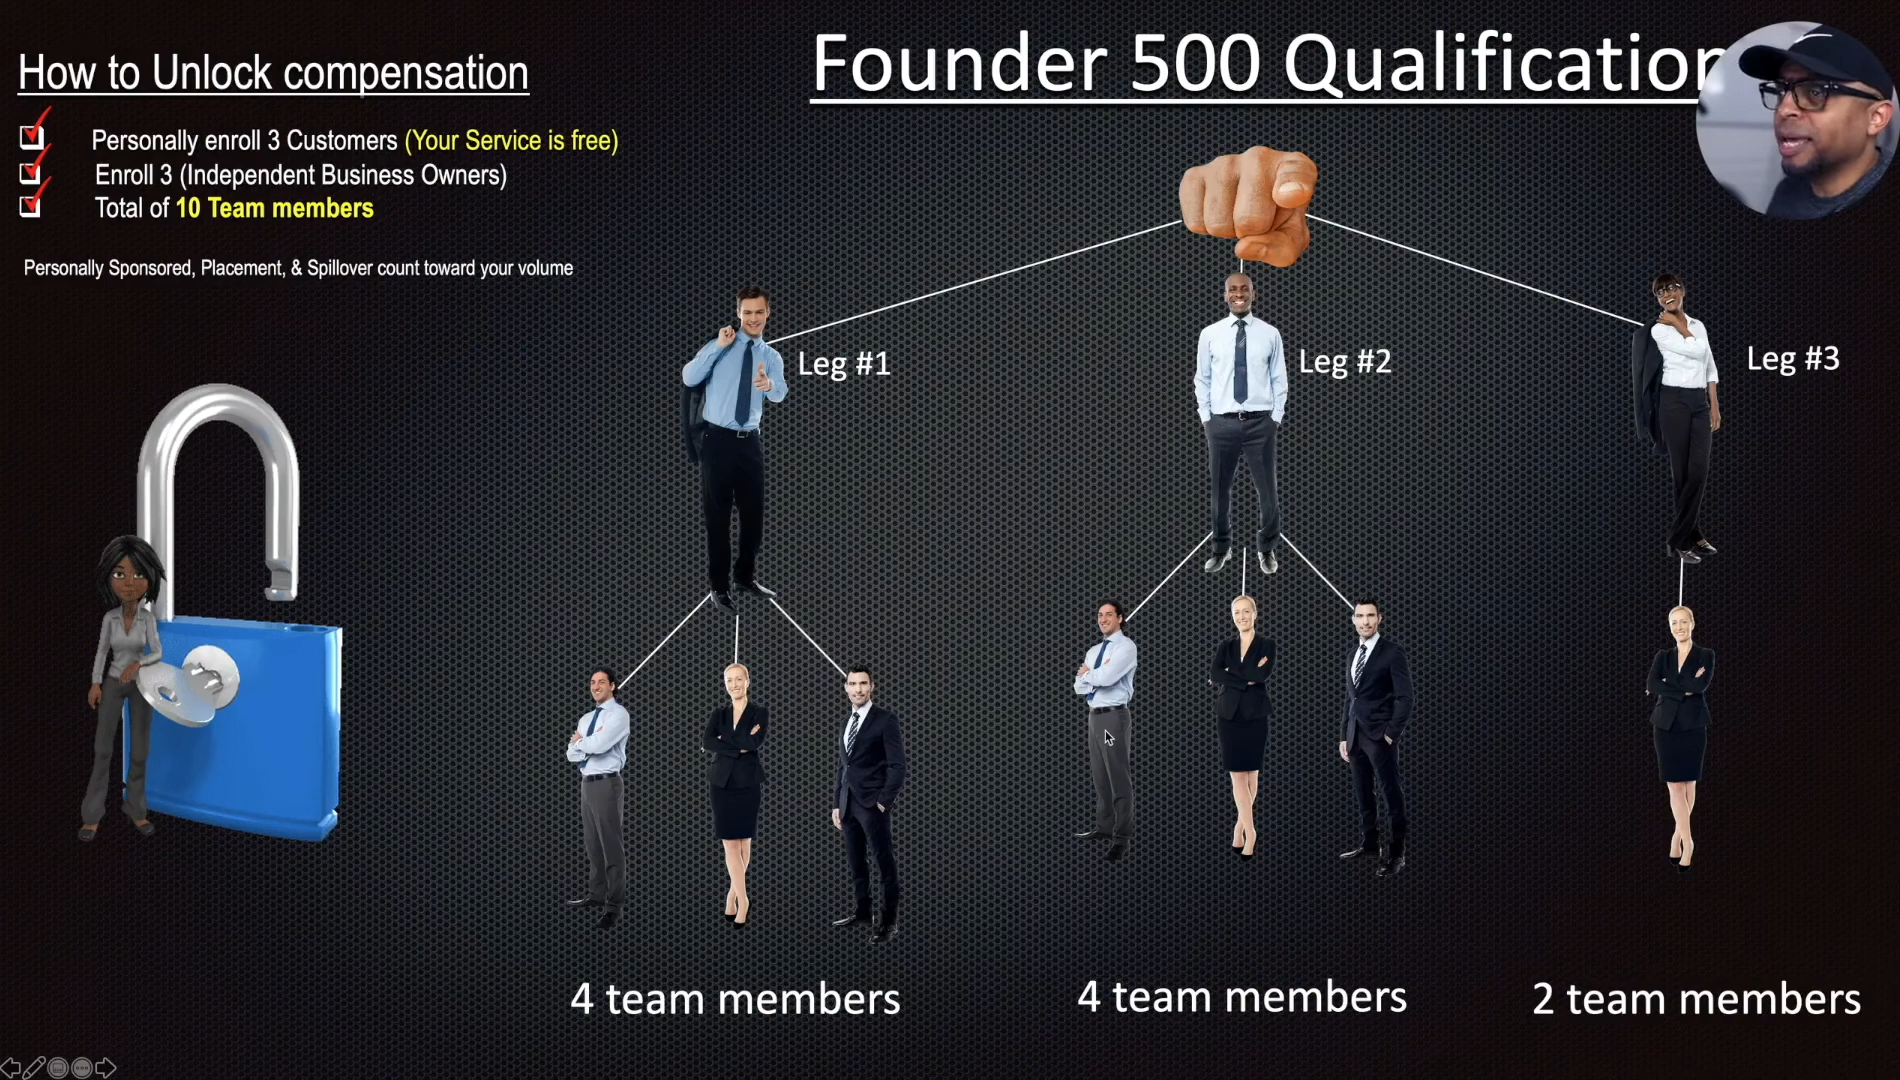 How to Unlock compensation
Founder 500 Qualification
Personally enroll 3 Customers (Your Service is free)
Enroll 3 (Independent Business Owners)
Total of 10 Team members
Personally Sponsored, Placement, & Spillover count toward your volume
Leg #1
Leg #2
Leg #3
4 team members
4 team members
2 team members